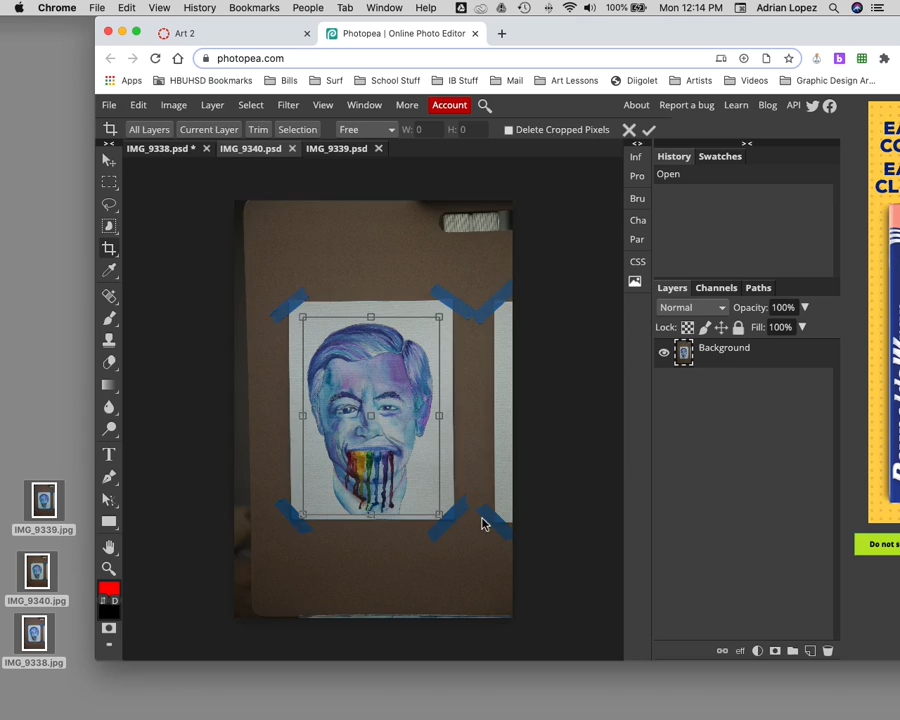 Chrome File Edit View History Bookmarks People Tab Window Help 100% Mon 12:14 PM Adrian Lopez
Art 2 × Photopea | Online Photo Editor × +
photopea.com
Apps HBUHSD Bookmarks Bills Surf School Stuff IB Stuff Mail Art Lessons Diigolet Artists Videos Graphic Design Ar...
File Edit Image Layer Select Filter View Window More Account About Report a bug Learn Blog API
All Layers Current Layer Trim Selection Free W: 0 H: 0 Delete Cropped Pixels
IMG_9338.psd * IMG_9340.psd IMG_9339.psd
Inf
Pro
Bru
Cha
Par
CSS
History Swatches
Open
Layers Channels Paths
Normal Opacity: 100%
Lock: Fill: 100%
Background
eff
T
D
IMG_9339.jpg
IMG_9340.jpg
IMG_9338.jpg
EA
CO
EA
CL
Do not s